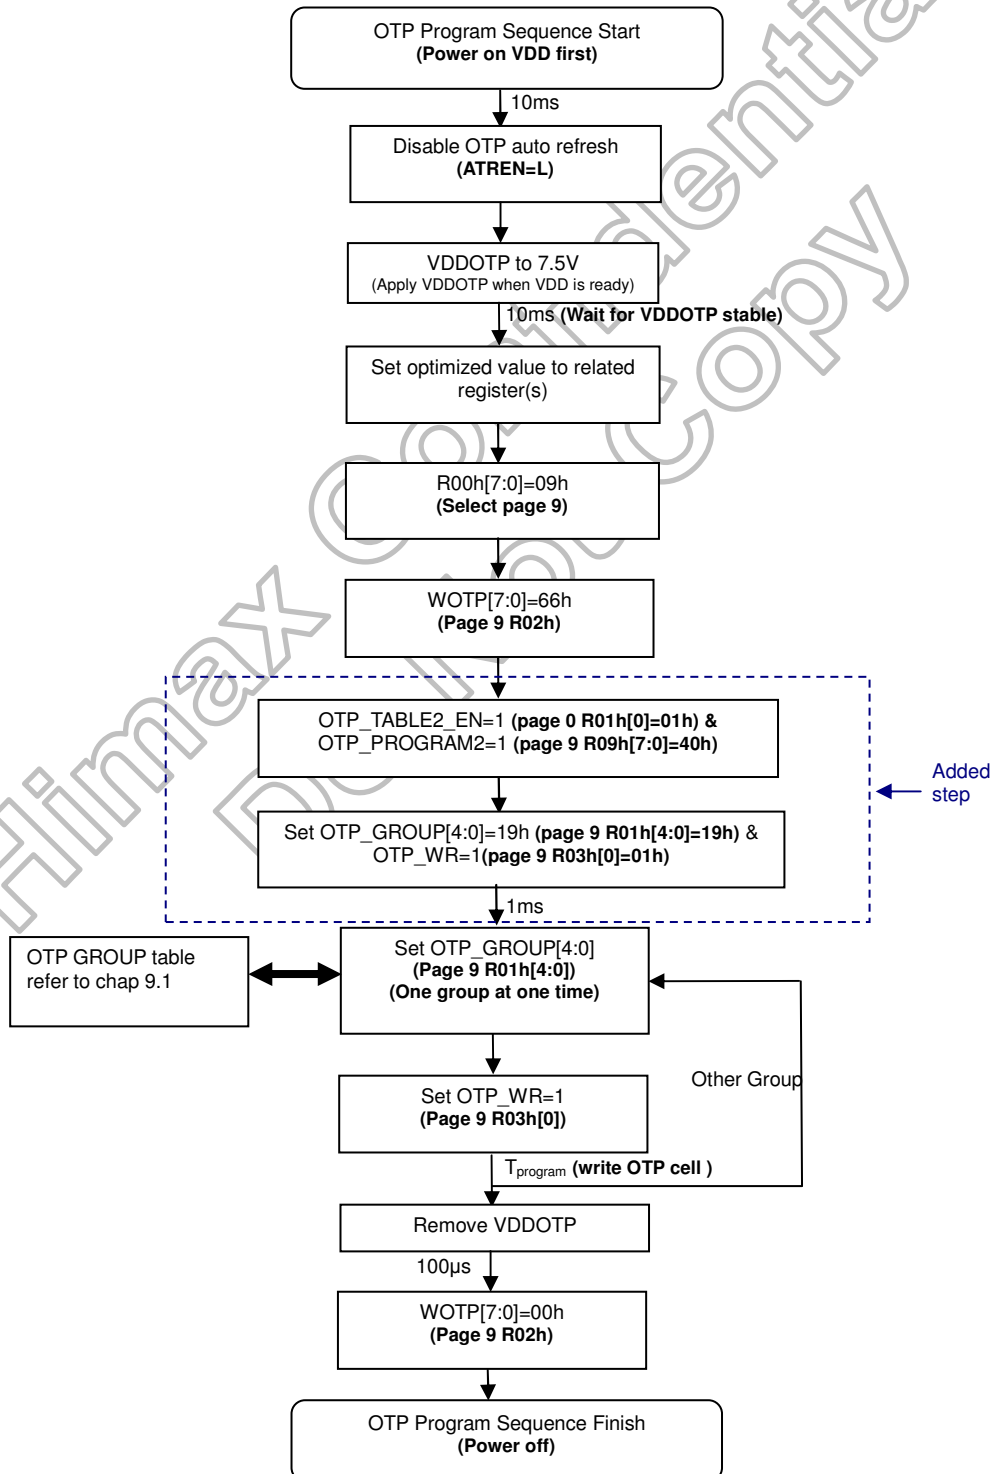 OTP Program Sequence Start
(Power on VDD first)
10ms
Disable OTP auto refresh
(ATREN=L)
VDDOTP to 7.5V
(Apply VDDOTP when VDD is ready)
10ms (Wait for VDDOTP stable)
Set optimized value to related
register(s)
R00h[7:0]=09h
(Select page 9)
WOTP[7:0]=66h
(Page 9 R02h)
OTP_TABLE2_EN=1 (page 0 R01h[0]=01h) &
OTP_PROGRAM2=1 (page 9 R09h[7:0]=40h)
Added
step
Set OTP_GROUP[4:0]=19h (page 9 R01h[4:0]=19h) &
OTP_WR=1(page 9 R03h[0]=01h)
1ms
OTP GROUP table
refer to chap 9.1
Set OTP_GROUP[4:0]
(Page 9 R01h[4:0])
(One group at one time)
Other Group
Set OTP_WR=1
(Page 9 R03h[0])
Tprogram (write OTP cell )
Remove VDDOTP
100µs
WOTP[7:0]=00h
(Page 9 R02h)
OTP Program Sequence Finish
(Power off)
Himax Confidential
Do Not Copy